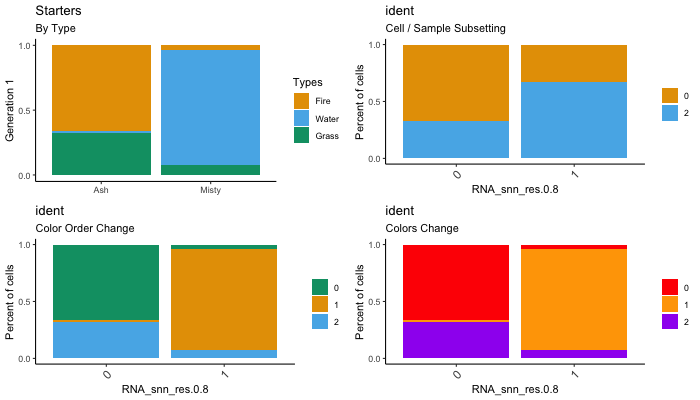 Starters
By Type
Generation 1
1.0
0.5
0.0
Ash
Misty
Types
Fire
Water
Grass
ident
Cell / Sample Subsetting
Percent of cells
1.0
0.5
0.0
0
1
RNA_snn_res.0.8
0
2
ident
Color Order Change
Percent of cells
1.0
0.5
0.0
0
1
RNA_snn_res.0.8
0
1
2
ident
Colors Change
Percent of cells
1.0
0.5
0.0
0
1
RNA_snn_res.0.8
0
1
2